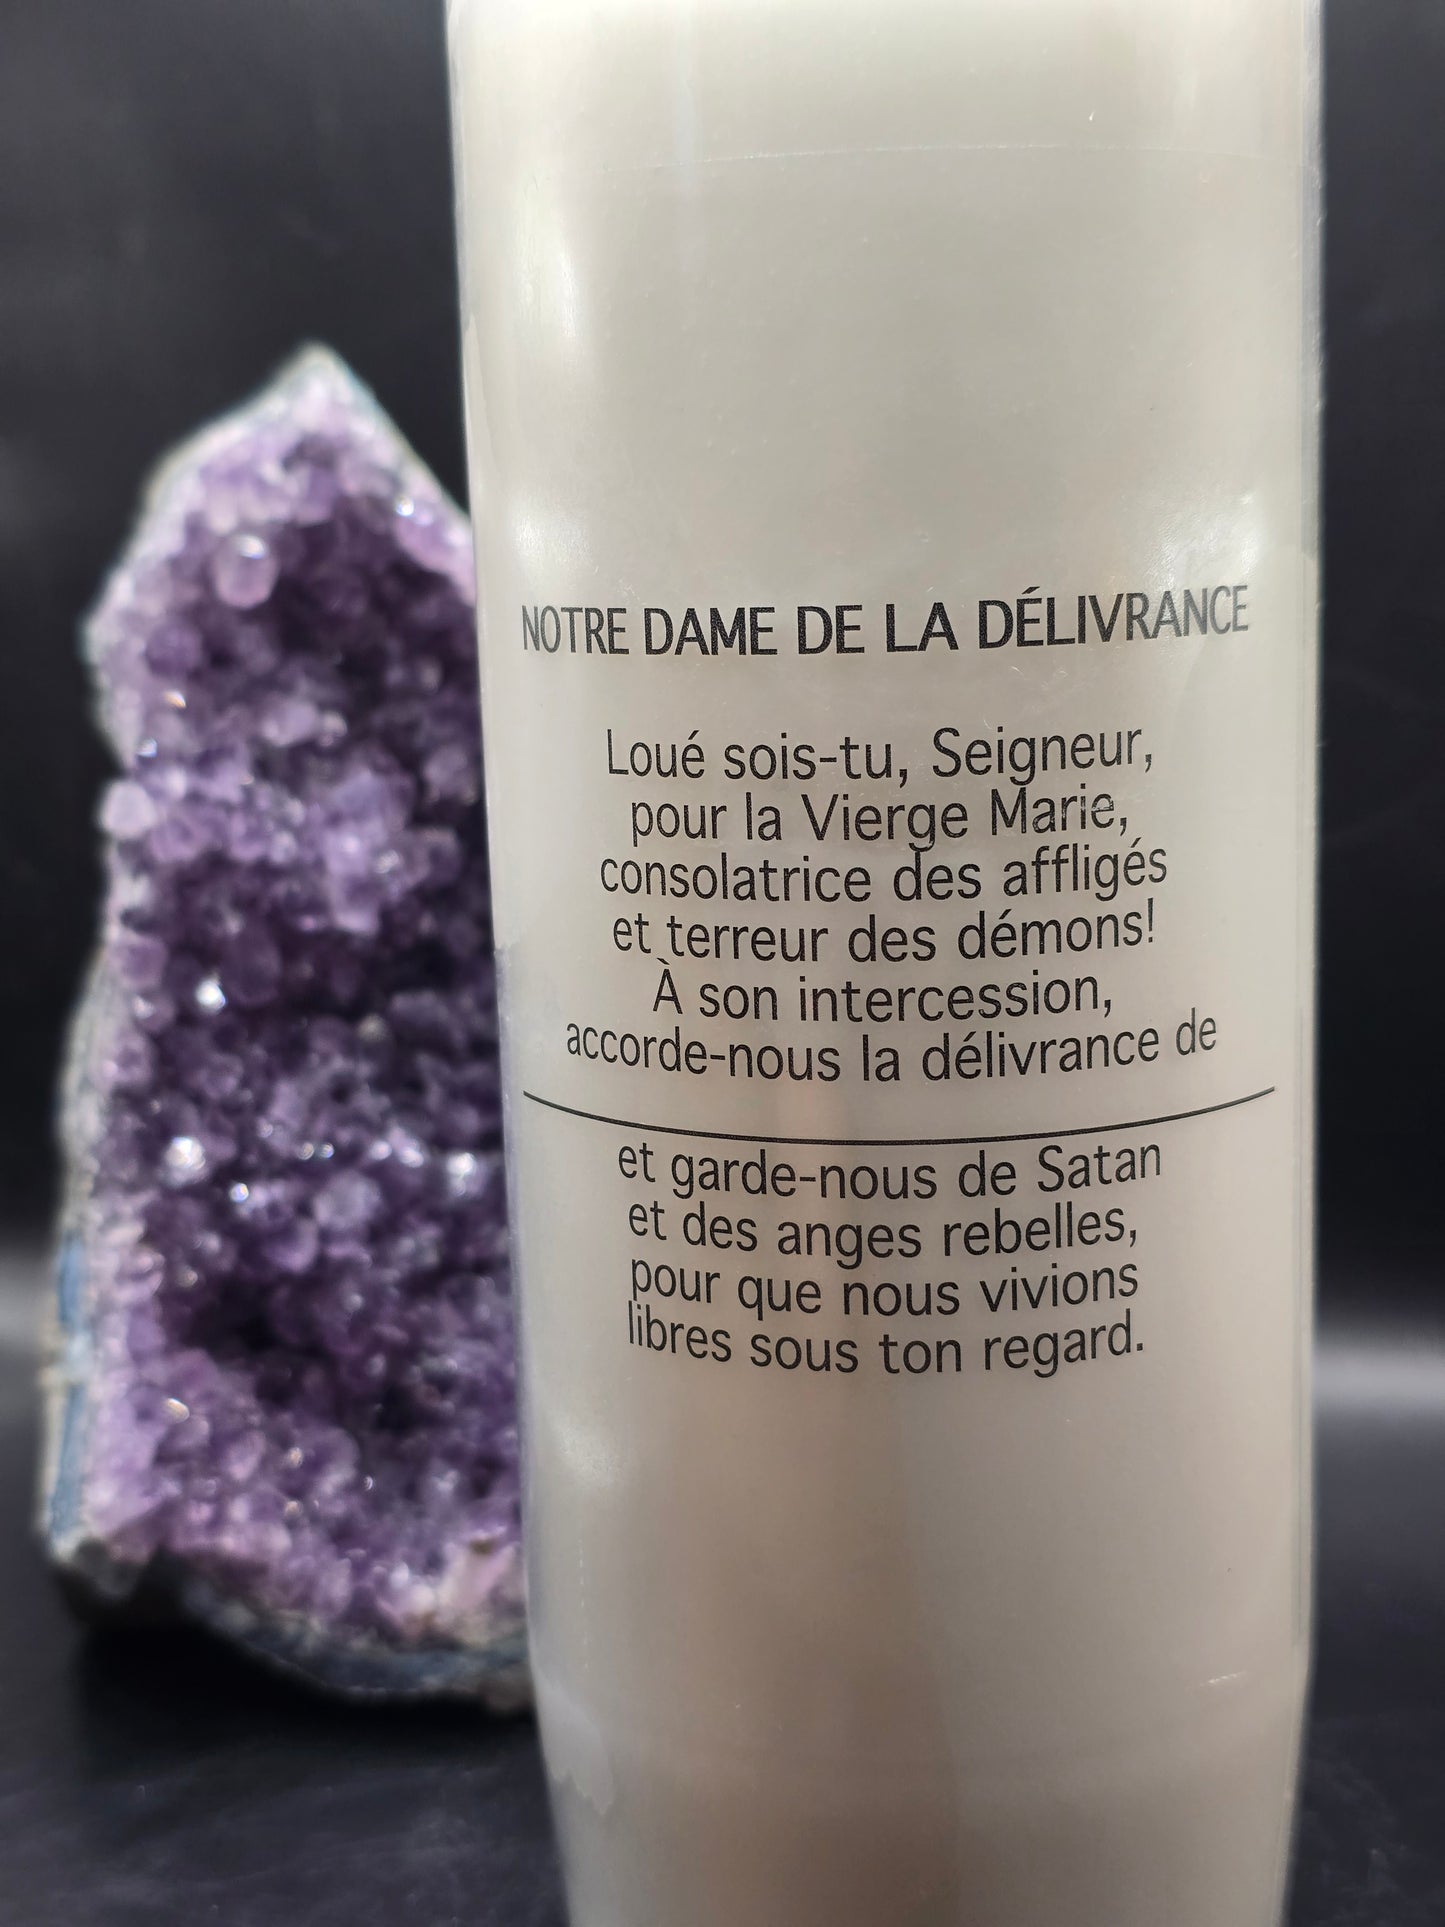 NOTRE DAME DE LA DÉLIVRANCE
Loué sois-tu, Seigneur,
pour la Vierge Marie,
consolatrice des affligés
et terreur des démons!
À son intercession,
accorde-nous la délivrance de
et garde-nous de Satan
et des anges rebelles,
pour que nous vivions
libres sous ton regard.